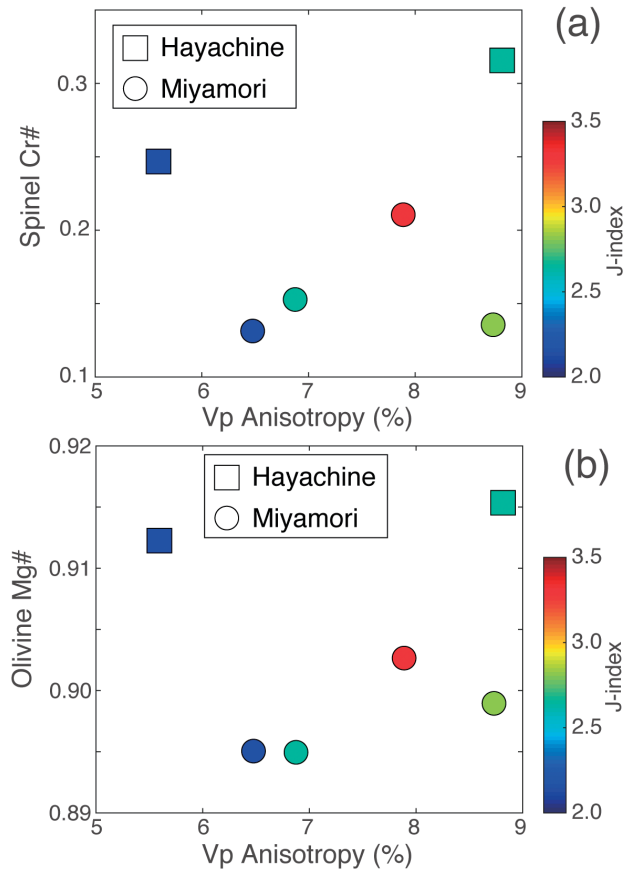 (a)
Hayachine
Miyamori
Spinel Cr#
0.3
0.2
0.1
5 6 7 8 9
Vp Anisotropy (%)
3.5
3.0
2.5
2.0
J-index
(b)
Hayachine
Miyamori
Olivine Mg#
0.92
0.91
0.90
0.89
5 6 7 8 9
Vp Anisotropy (%)
3.5
3.0
2.5
2.0
J-index